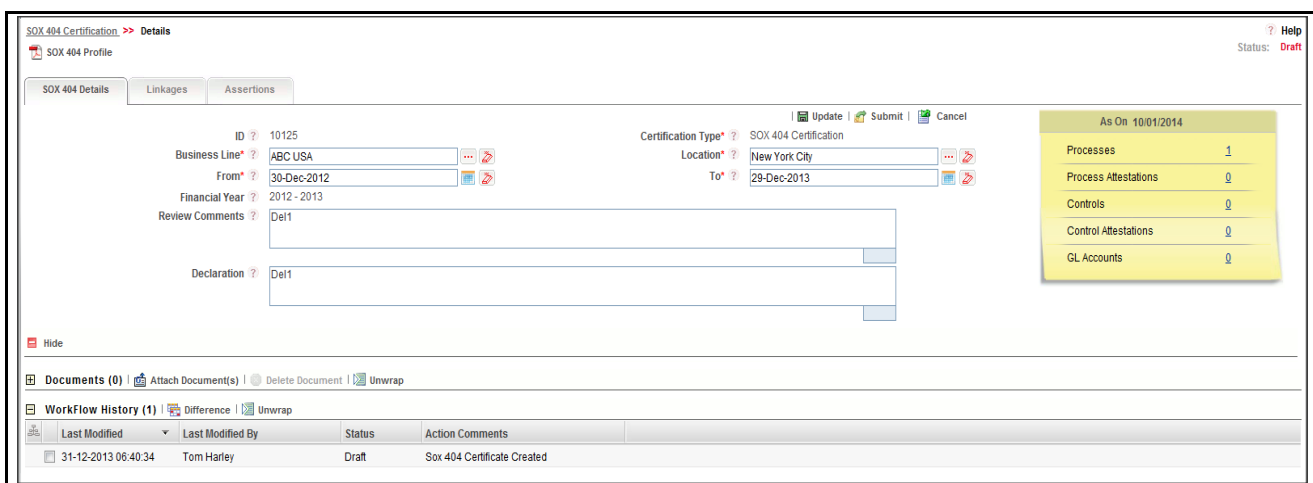 SOX 404 Certification >> Details
? Help
SOX 404 Profile
Status: Draft
SOX 404 Details Linkages Assertions
| Update | Submit | Cancel
As On 10/01/2014
ID ? 10125
Certification Type* ? SOX 404 Certification
Processes 1
Business Line* ? ABC USA
Location* ? New York City
From* ? 30-Dec-2012
To* ? 29-Dec-2013
Process Attestations 0
Financial Year ? 2012 - 2013
Controls 0
Review Comments ? Del1
Control Attestations 0
GL Accounts 0
Declaration ? Del1
Hide
Documents (0) | Attach Document(s) | Delete Document | Unwrap
WorkFlow History (1) | Difference | Unwrap
Last Modified Last Modified By Status Action Comments
31-12-2013 06:40:34 Tom Harley Draft Sox 404 Certificate Created